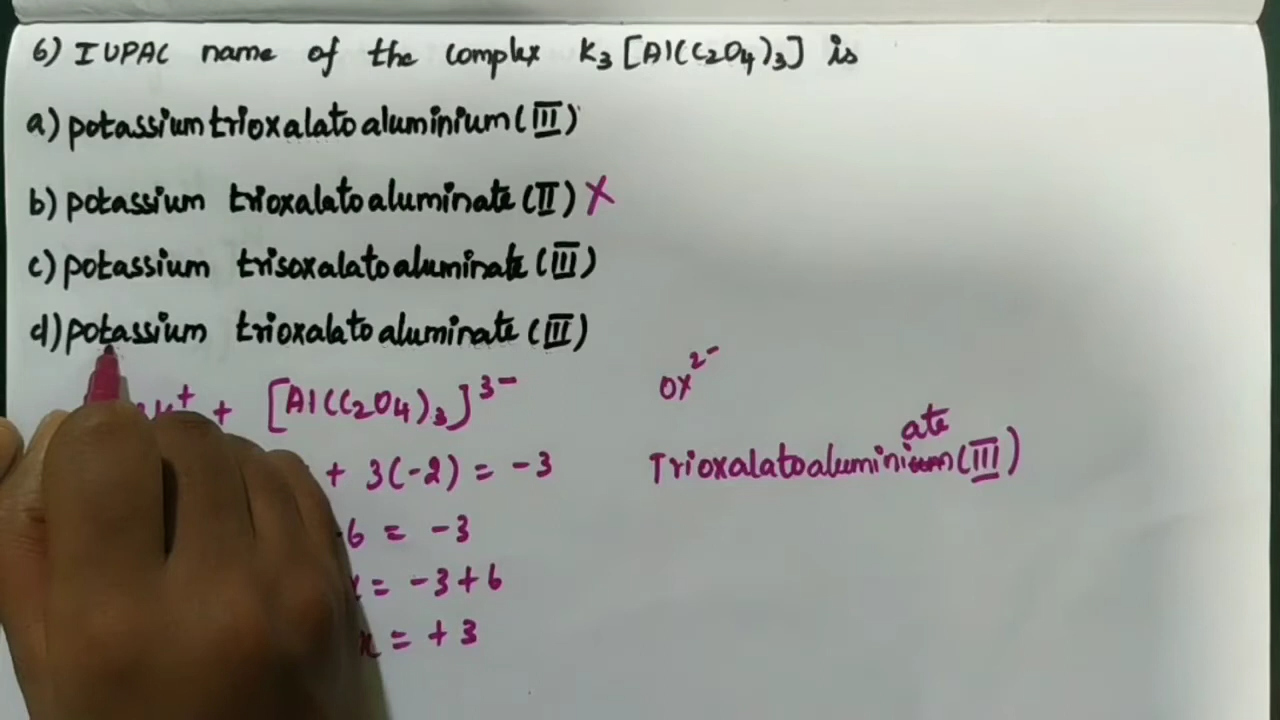 6) IUPAC name of the complex K₃[Al(C₂O₄)₃] is
a) potassium trioxalato aluminium (III)
b) potassium trioxalato aluminate (II) X
c) potassium trisoxalato aluminate (III)
d) potassium trioxalato aluminate (III)
K⁺ + [Al(C₂O₄)₃]³⁻
+ 3(-2) = -3
6 = -3
x = -3+6
x = +3
ox²⁻
ate
Trioxalatoaluminium (III)